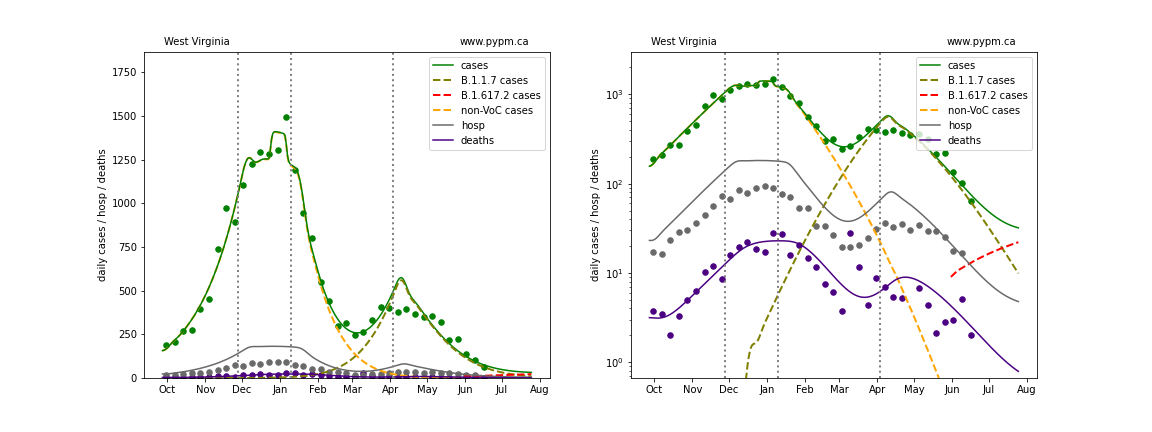 West Virginia www.pypm.ca
cases
B.1.1.7 cases
B.1.617.2 cases
non-VoC cases
hosp
deaths
daily cases / hosp / deaths
1750
1500
1250
1000
750
500
250
0
Oct Nov Dec Jan Feb Mar Apr May Jun Jul Aug
West Virginia www.pypm.ca
cases
B.1.1.7 cases
B.1.617.2 cases
non-VoC cases
hosp
deaths
daily cases / hosp / deaths
10³
10²
10¹
10⁰
Oct Nov Dec Jan Feb Mar Apr May Jun Jul Aug